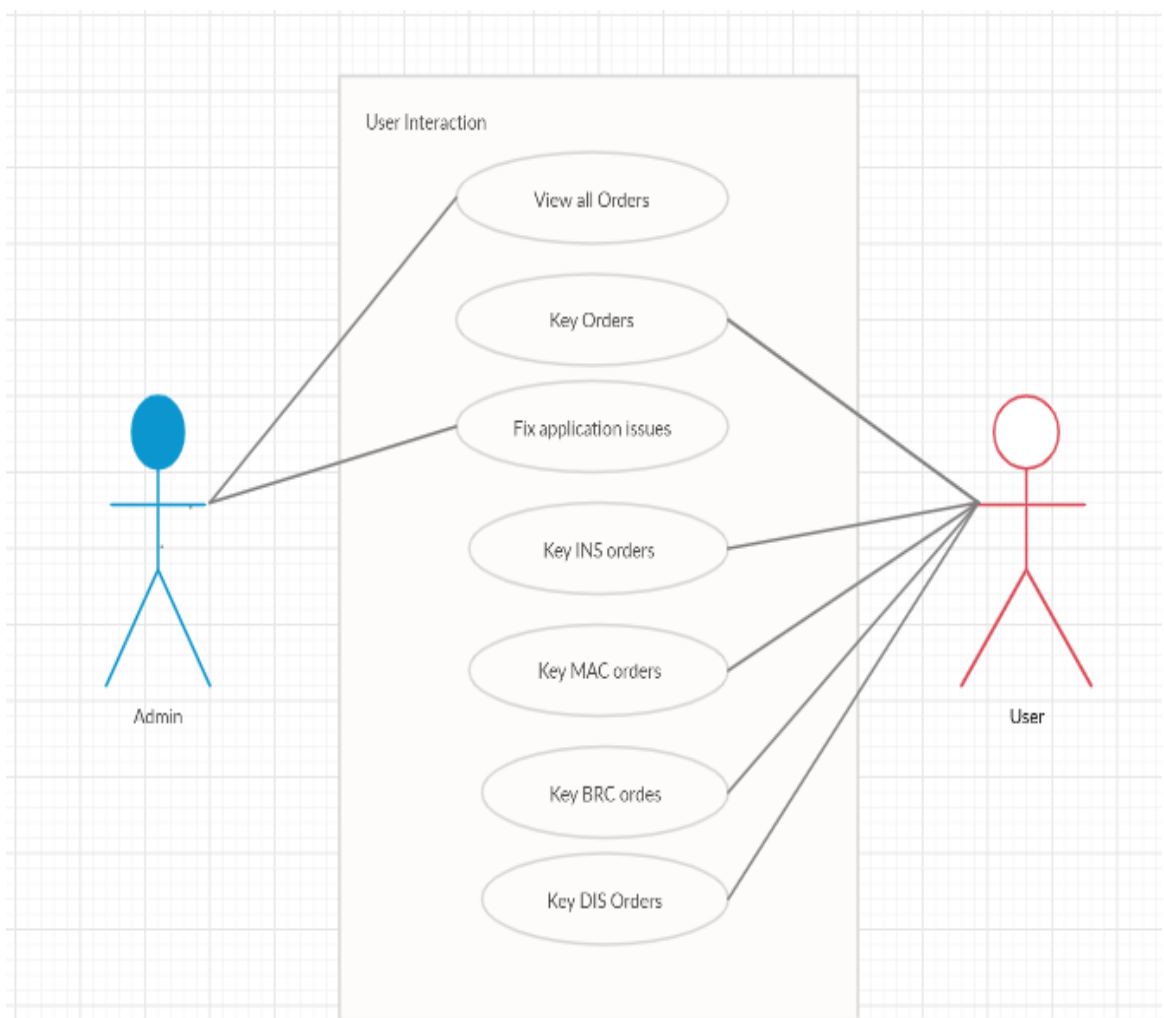 User Interaction
View all Orders
Key Orders
Fix application issues
Key INS orders
Key MAC orders
Key BRC ordes
Key DIS Orders
Admin
User